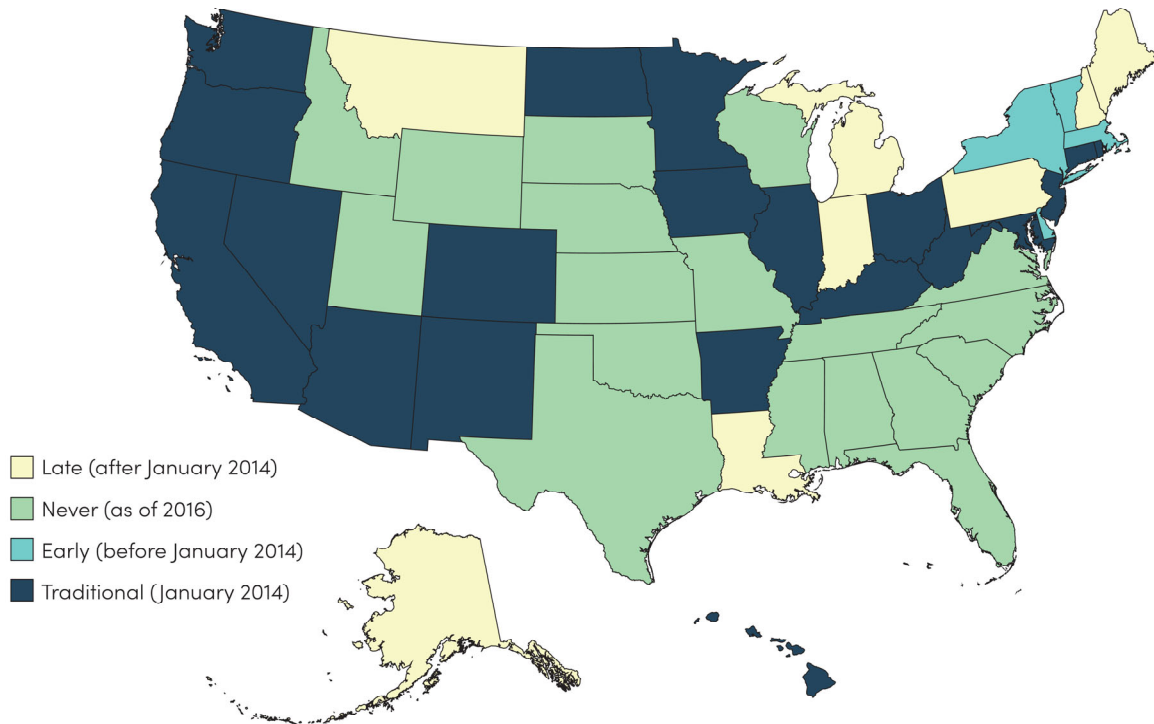 Late (after January 2014)
Never (as of 2016)
Early (before January 2014)
Traditional (January 2014)